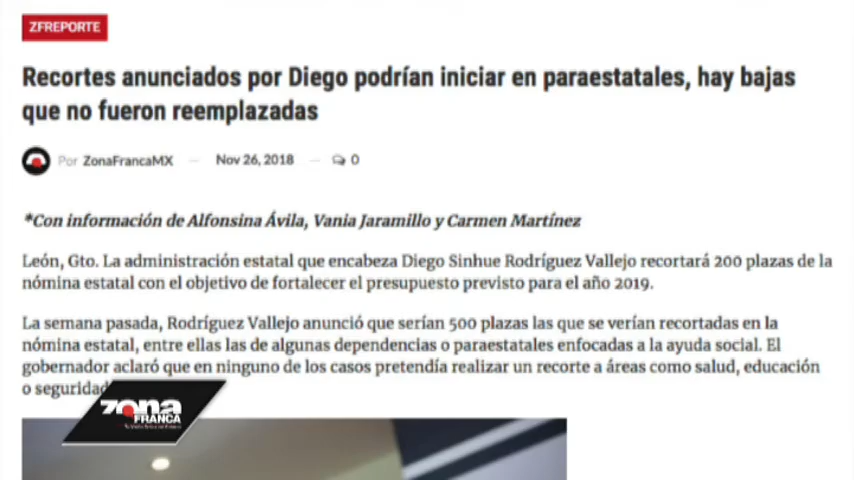 ZFREPORTE
Recortes anunciados por Diego podrían iniciar en paraestatales, hay bajas
que no fueron reemplazadas
Por ZonaFrancaMX — Nov 26, 2018 — 0
*Con información de Alfonsina Ávila, Vania Jaramillo y Carmen Martínez
León, Gto. La administración estatal que encabeza Diego Sinhue Rodríguez Vallejo recortará 200 plazas de la
nómina estatal con el objetivo de fortalecer el presupuesto previsto para el año 2019.
La semana pasada, Rodríguez Vallejo anunció que serían 500 plazas las que se verían recortadas en la
nómina estatal, entre ellas las de algunas dependencias o paraestatales enfocadas a la ayuda social. El
gobernador aclaró que en ninguno de los casos pretendía realizar un recorte a áreas como salud, educación
o seguridad
ZONA
FRANCA